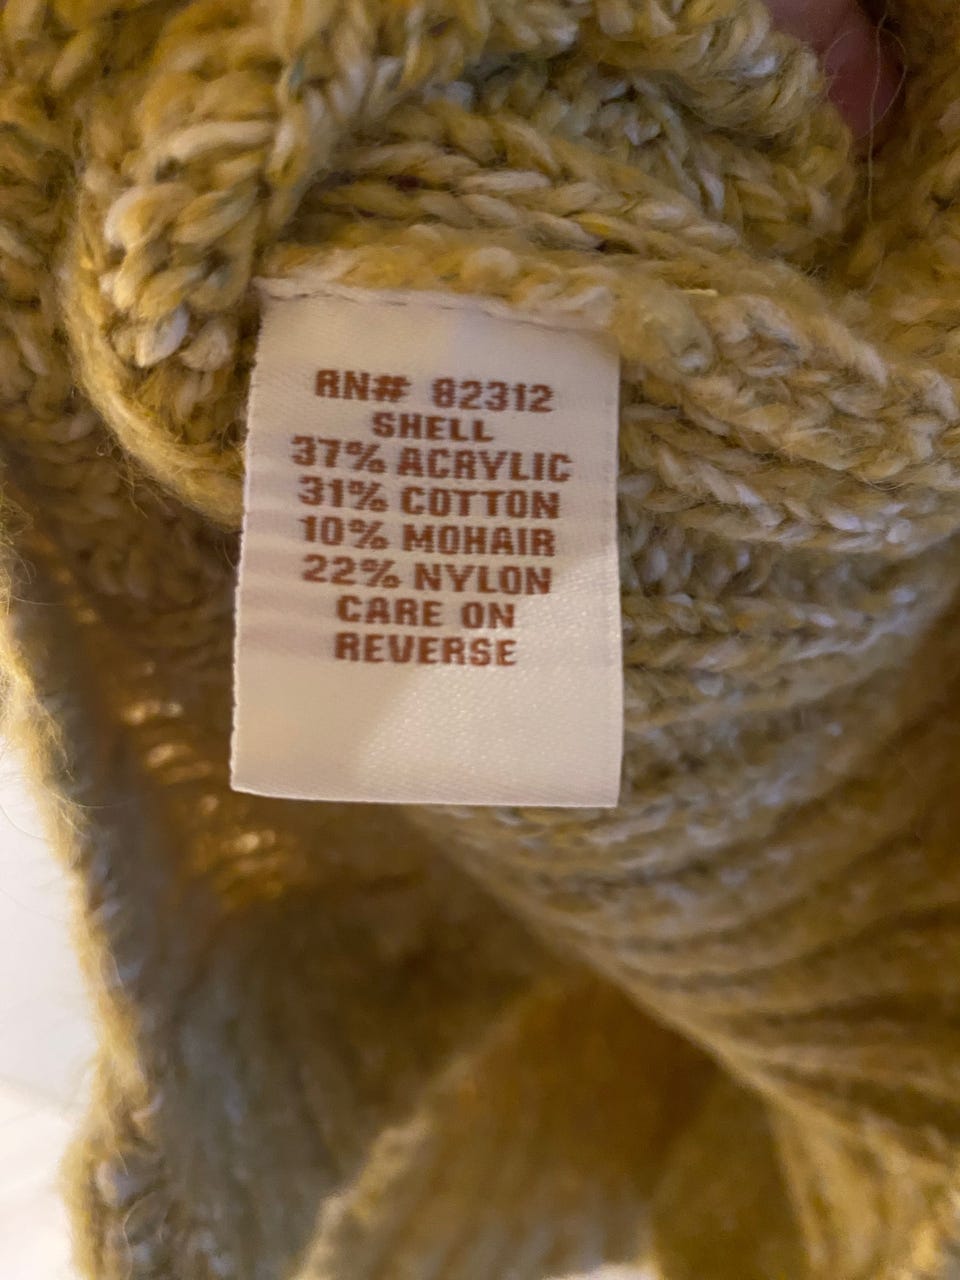 RN# 82312
SHELL
37% ACRYLIC
31% COTTON
10% MOHAIR
22% NYLON
CARE ON
REVERSE